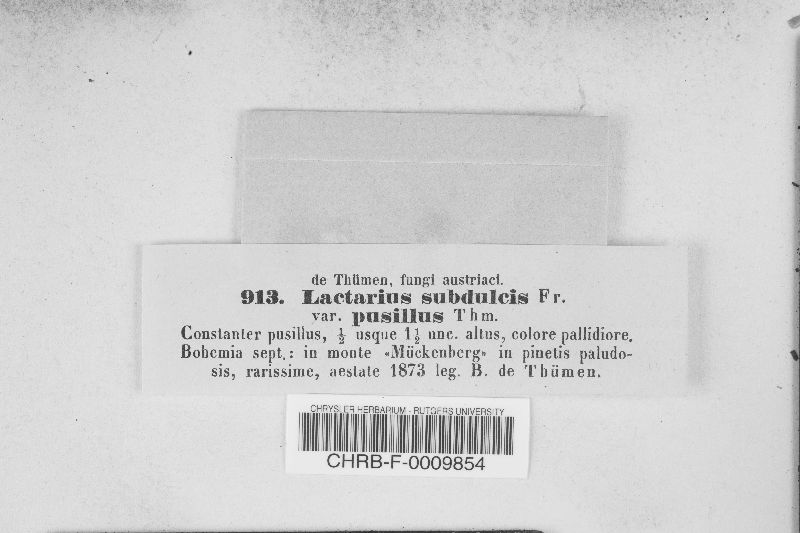 de Thümen, fungi austriaci.
913. Lactarius subdulcis Fr.
var. pusillus Thm.
Constanter pusillus, ½ usque 1½ unc. altus, colore pallidiore.
Bohemia sept.: in monte «Mückenberg» in pinetis paludo-
sis, rarissime, aestate 1873 leg. B. de Thümen.
CHRYSLER HERBARIUM - RUTGERS UNIVERSITY
CHRB-F-0009854